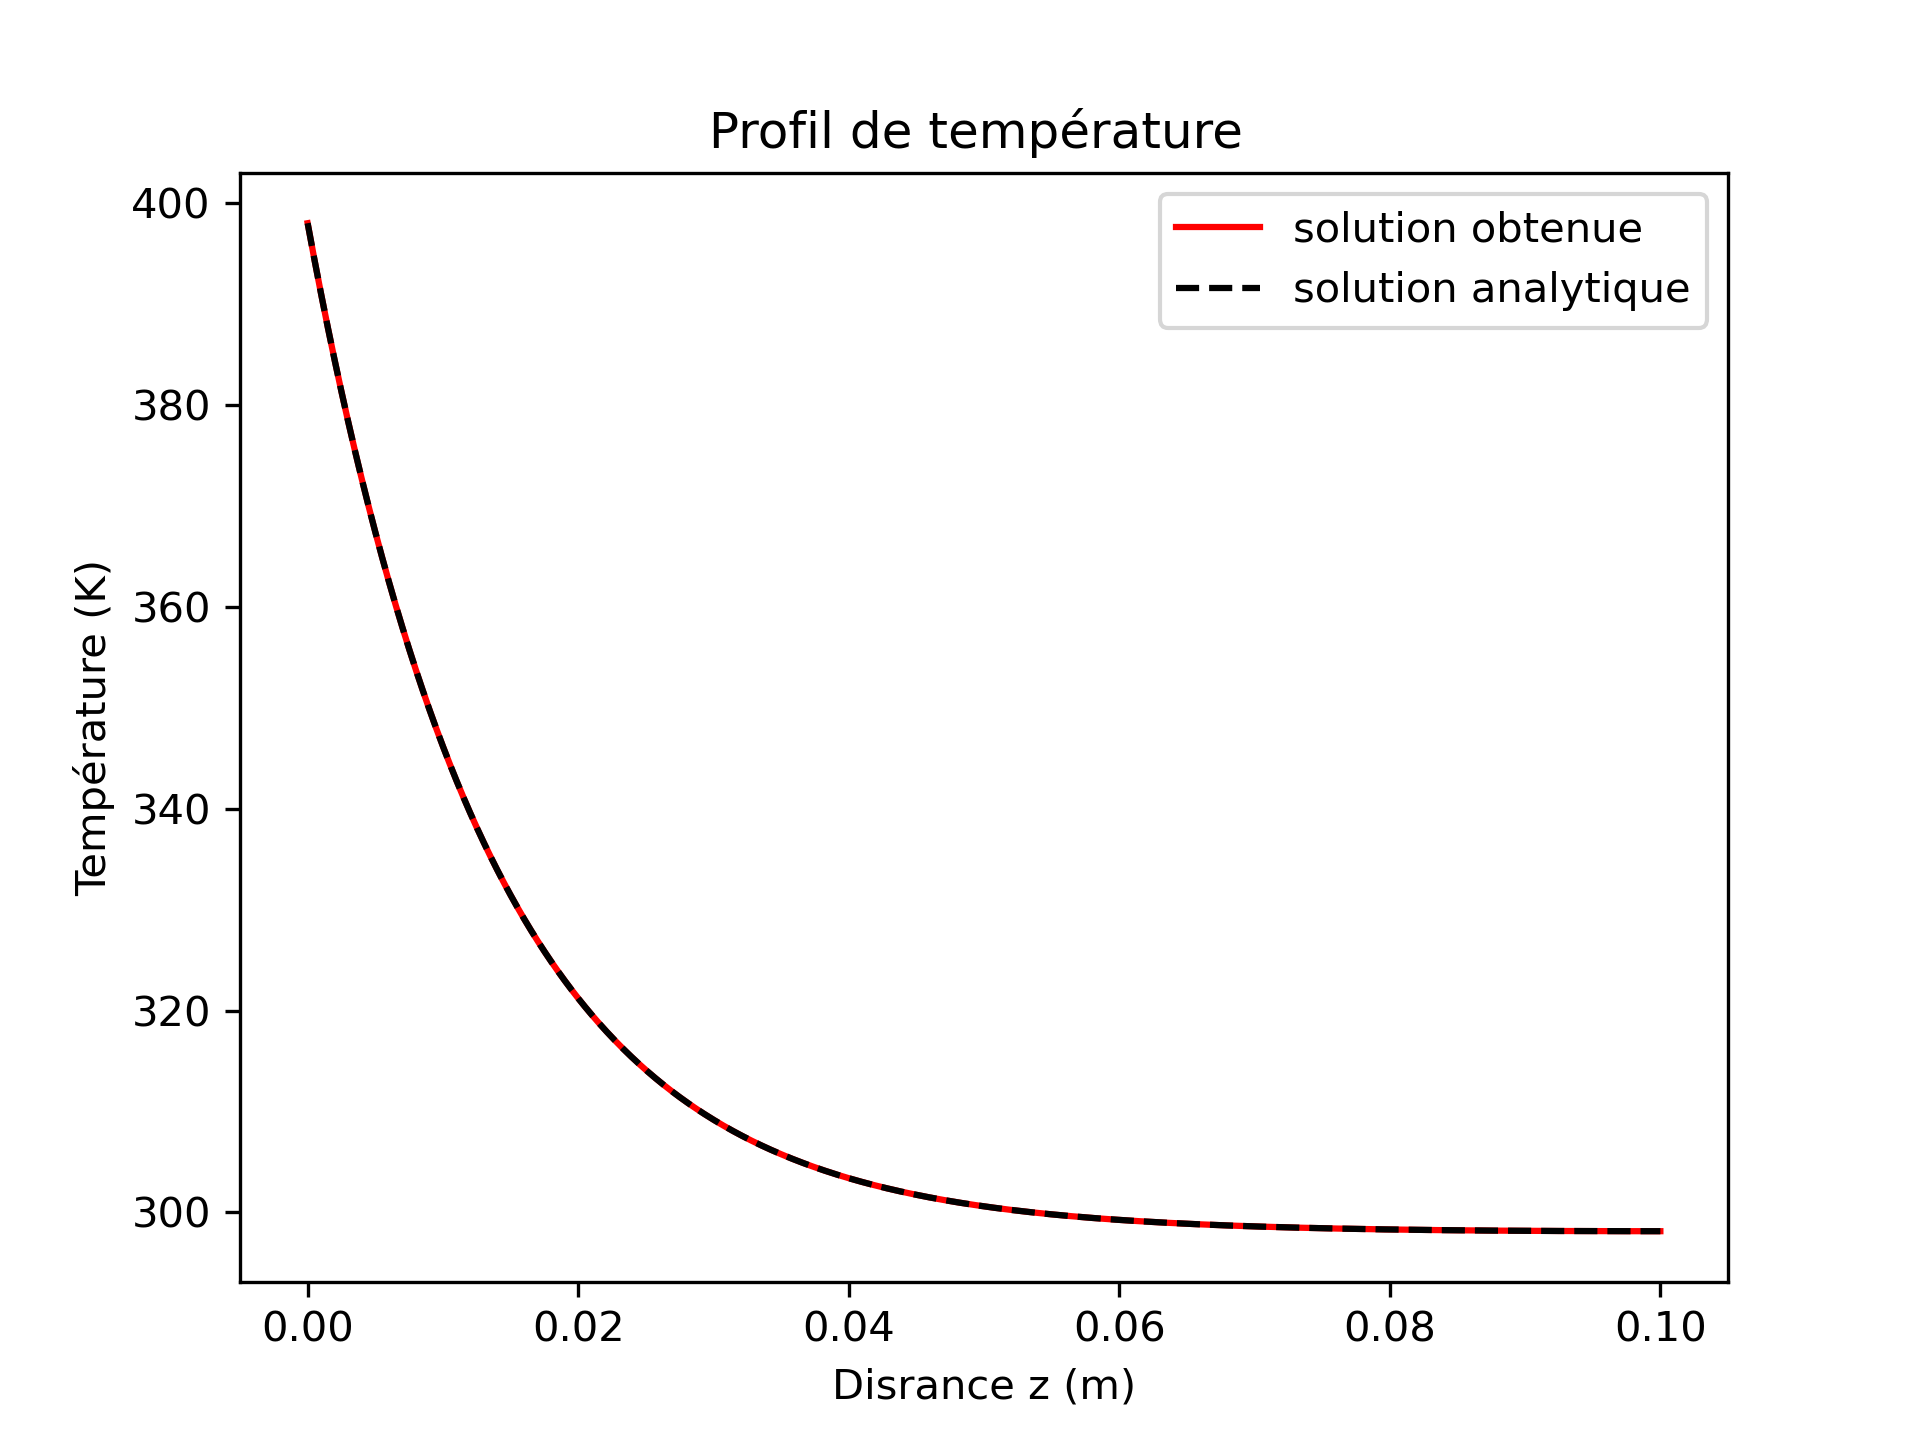 Profil de température
400
380
360
340
320
300
Température (K)
solution obtenue
solution analytique
0.00 0.02 0.04 0.06 0.08 0.10
Disrance z (m)